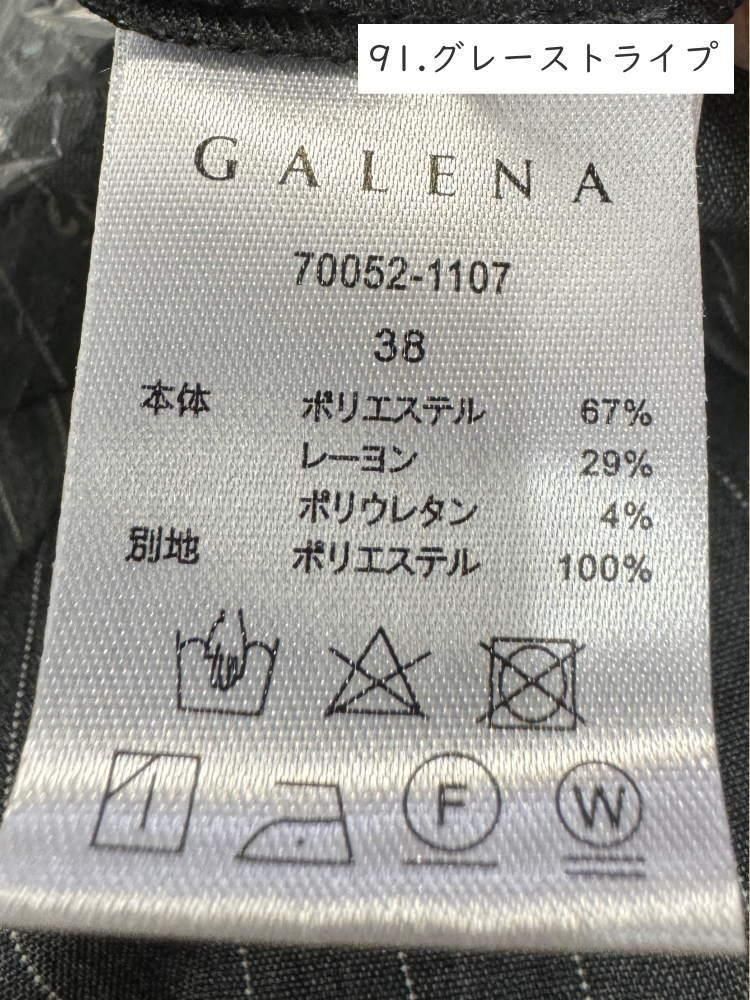 91.グレーストライプ
GALENA
70052-1107
38
本体 ポリエステル 67%
レーヨン 29%
ポリウレタン 4%
別地 ポリエステル 100%
F W